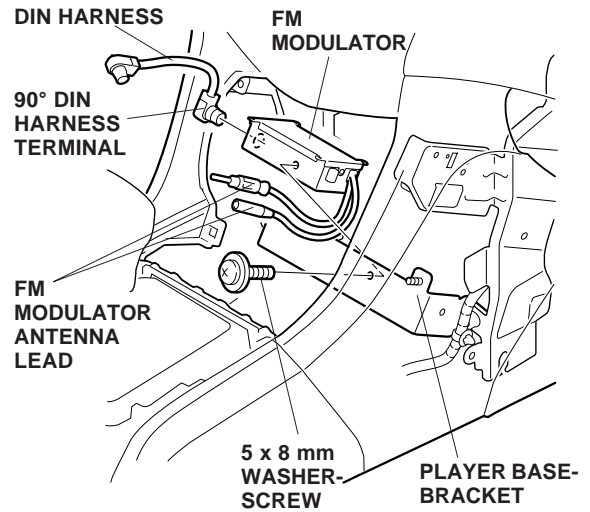 DIN HARNESS
FM
MODULATOR
90° DIN
HARNESS
TERMINAL
FM
MODULATOR
ANTENNA
LEAD
5 x 8 mm
WASHER-
SCREW
PLAYER BASE-
BRACKET